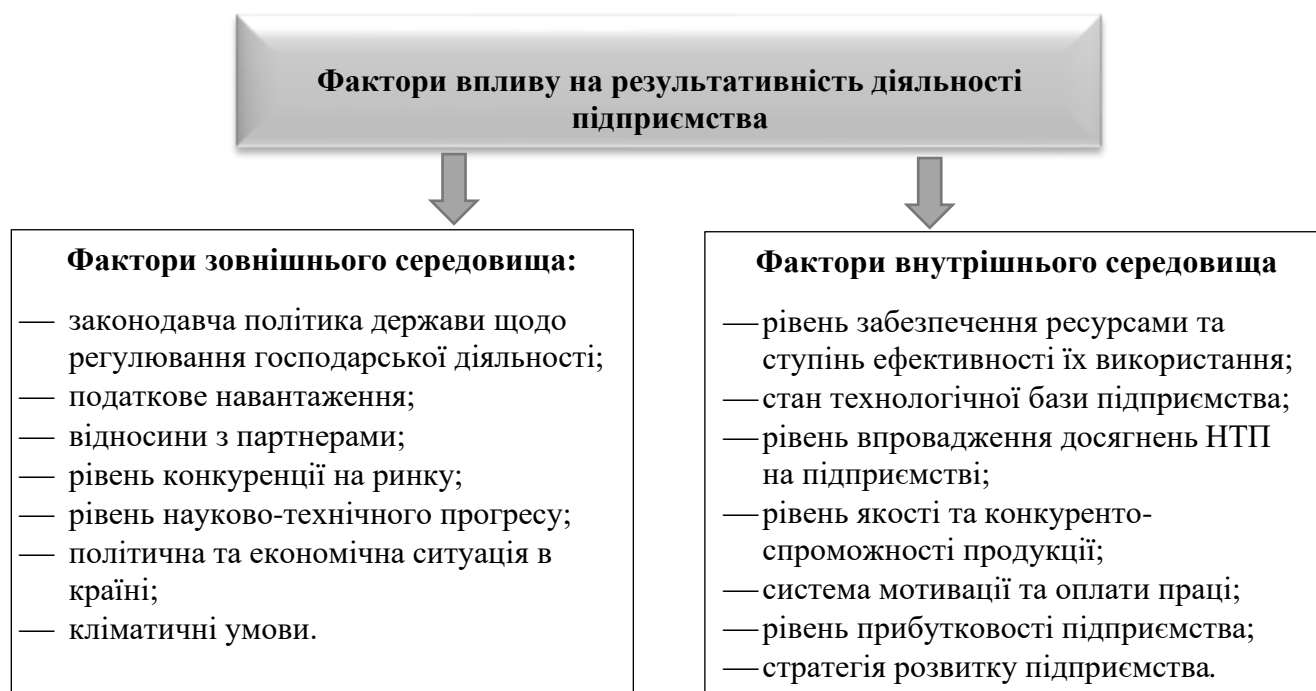 Фактори впливу на результативність діяльності
підприємства
Фактори зовнішнього середовища:
— законодавча політика держави щодо
регулювання господарської діяльності;
— податкове навантаження;
— відносини з партнерами;
— рівень конкуренції на ринку;
— рівень науково-технічного прогресу;
— політична та економічна ситуація в
країні;
— кліматичні умови.
Фактори внутрішнього середовища
— рівень забезпечення ресурсами та
ступінь ефективності їх використання;
— стан технологічної бази підприємства;
— рівень впровадження досягнень НТП
на підприємстві;
— рівень якості та конкуренто-
спроможності продукції;
— система мотивації та оплати праці;
— рівень прибутковості підприємства;
— стратегія розвитку підприємства.